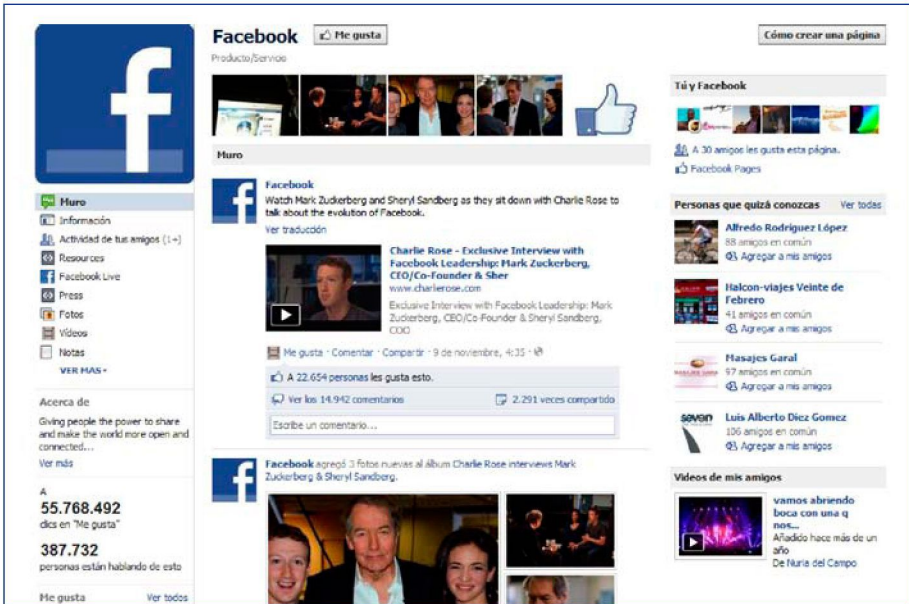 Facebook
Me gusta
Cómo crear una página
Producto/Servicio
Muro
Información
Actividad de tus amigos (1+)
Resources
Facebook Live
Press
Fotos
Vídeos
Notas
VER MÁS
Acerca de
Giving people the power to share
and make the world more open and
connected...
Ver más
A
55.768.492
clics en "Me gusta"
387.732
personas están hablando de esto
Me gusta
Ver todos
Muro
Facebook
Watch Mark Zuckerberg and Sheryl Sandberg as they sit down with Charlie Rose to
talk about the evolution of Facebook.
Ver traducción
Charlie Rose - Exclusive Interview with
Facebook Leadership: Mark Zuckerberg,
CEO/Co-Founder & Sher
www.charlierose.com
Exclusive Interview with Facebook Leadership: Mark
Zuckerberg, CEO/Co-Founder & Sheryl Sandberg,
COO
Me gusta · Comentar · Compartir · 9 de noviembre, 4:35 ·
A 22.654 personas les gusta esto.
Ver los 14.942 comentarios
2.291 veces compartido
Escribe un comentario...
Facebook agregó 3 fotos nuevas al álbum Charlie Rose interviews Mark
Zuckerberg & Sheryl Sandberg.
Tú y Facebook
A 30 amigos les gusta esta página.
Facebook Pages
Personas que quizá conozcas
Ver todas
Alfredo Rodríguez López
88 amigos en común
Agregar a mis amigos
Halcon-viajes Veinte de
Febrero
41 amigos en común
Agregar a mis amigos
Masajes Garal
97 amigos en común
Agregar a mis amigos
seven
Luis Alberto Diez Gomez
106 amigos en común
Agregar a mis amigos
Videos de mis amigos
vamos abriendo
boca con una q
nos...
Añadido hace más de un
año
De Nuria del Campo